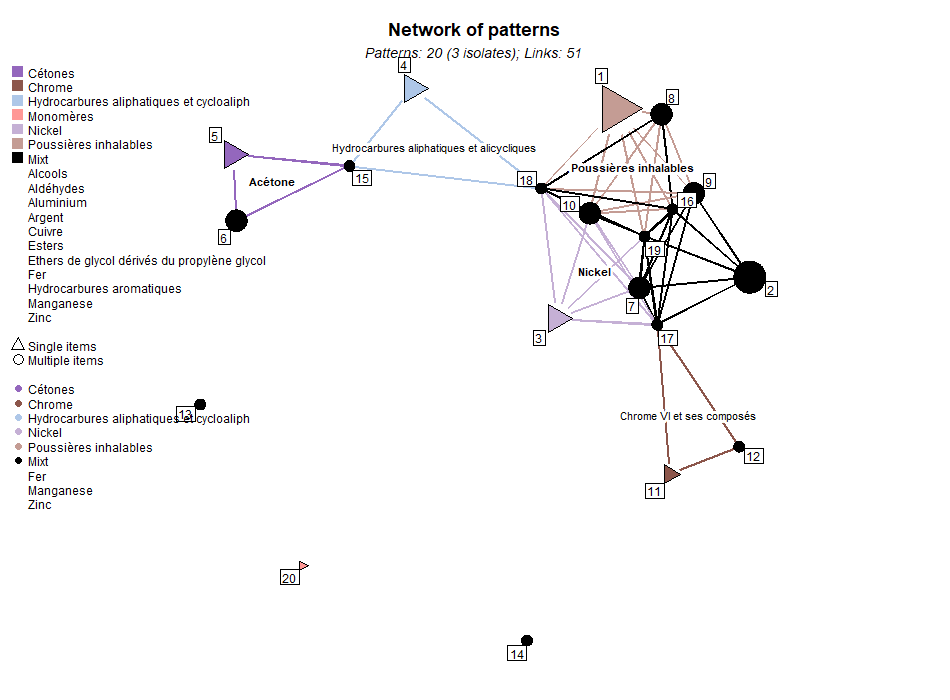 Network of patterns
Patterns: 20 (3 isolates); Links: 51
Cétones
Chrome
Hydrocarbures aliphatiques et cycloaliph
Monomères
Nickel
Poussières inhalables
Mixt
Alcools
Aldéhydes
Aluminium
Argent
Cuivre
Esters
Ethers de glycol dérivés du propylène glycol
Fer
Hydrocarbures aromatiques
Manganese
Zinc
Single items
Multiple items
Cétones
Chrome
Hydrocarbures aliphatiques et cycloaliph
Nickel
Poussières inhalables
Mixt
Fer
Manganese
Zinc
4
1
8
5
Hydrocarbures aliphatiques et alicycliques
Poussières inhalables
Acétone
15
18
9
16
10
6
19
Nickel
2
7
3
17
13
Chrome VI et ses composés
12
11
20
14